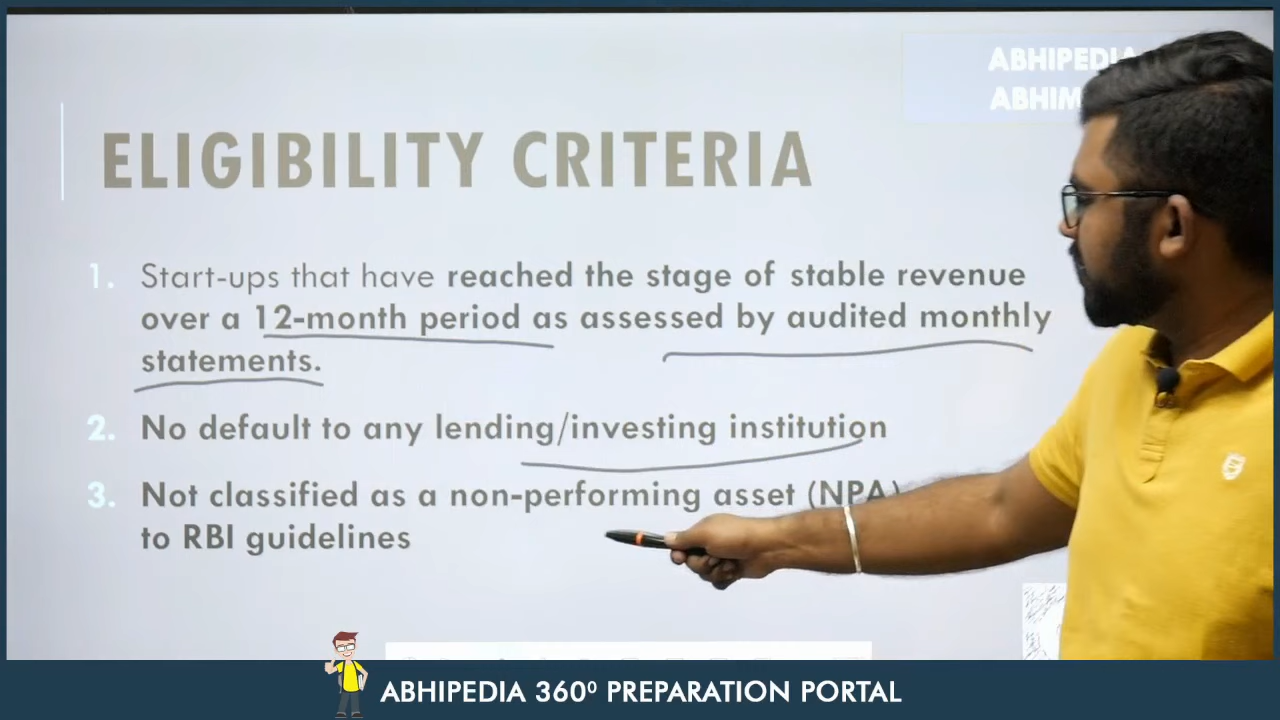 ABHIPEDIA
ABHIM
ELIGIBILITY CRITERIA
1. Start-ups that have reached the stage of stable revenue
over a 12-month period as assessed by audited monthly
statements.
2. No default to any lending/investing institution
3. Not classified as a non-performing asset (NPA)
to RBI guidelines
ABHIPEDIA 360⁰ PREPARATION PORTAL